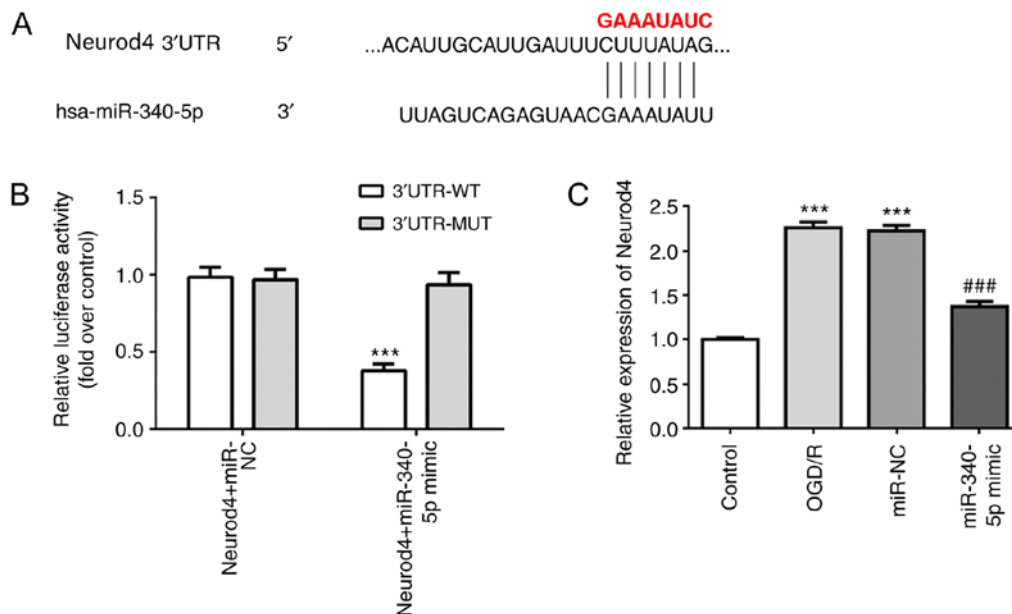 A
GAAAUAUC
Neurod4 3′UTR 5′ ...ACAUUGCAUUGAUUUCUUUAUAG...
hsa-miR-340-5p 3′ UUAGUCAGAGUAACGAAAUAUU
B
Relative luciferase activity
(fold over control)
1.5
1.0
0.5
0.0
3′UTR-WT
3′UTR-MUT
***
Neurod4+miR-
NC
Neurod4+miR-340-
5p mimic
C
Relative expression of Neurod4
2.5
2.0
1.5
1.0
0.5
0.0
***
***
###
Control
OGD/R
miR-NC
miR-340-
5p mimic